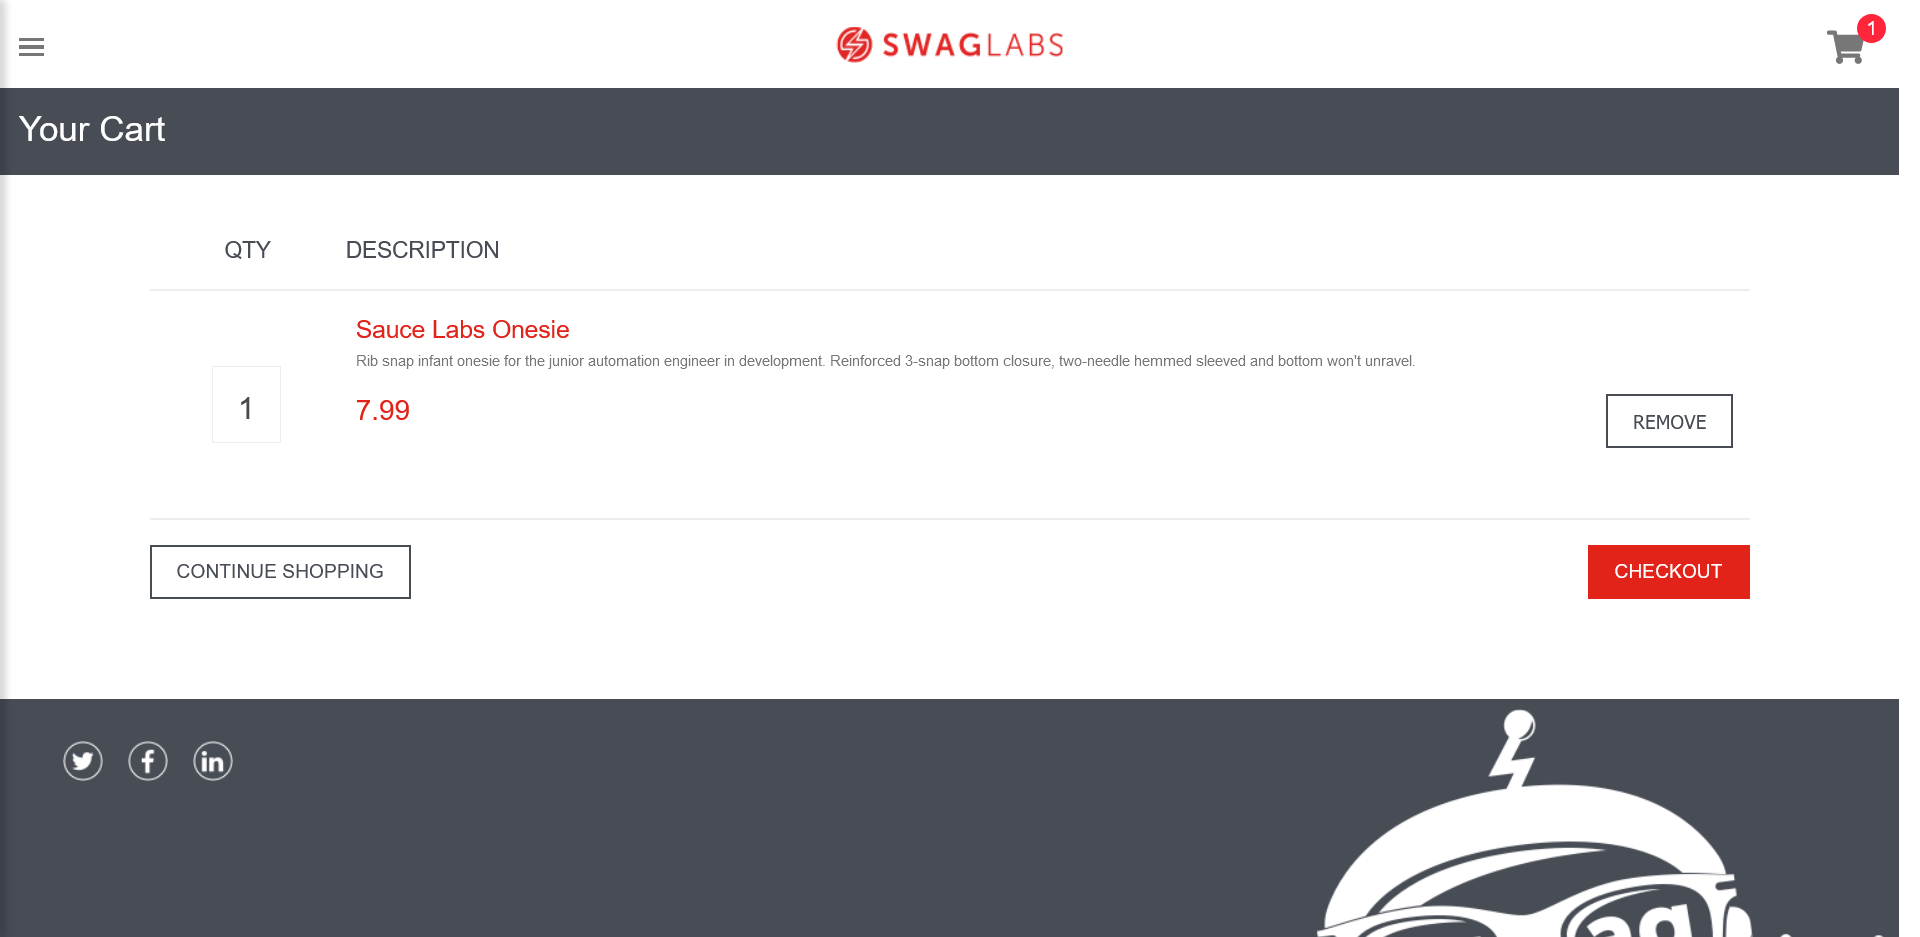 SWAGLABS
1
Your Cart
QTY DESCRIPTION
Sauce Labs Onesie
Rib snap infant onesie for the junior automation engineer in development. Reinforced 3-snap bottom closure, two-needle hemmed sleeved and bottom won't unravel.
1
7.99
REMOVE
CONTINUE SHOPPING
CHECKOUT